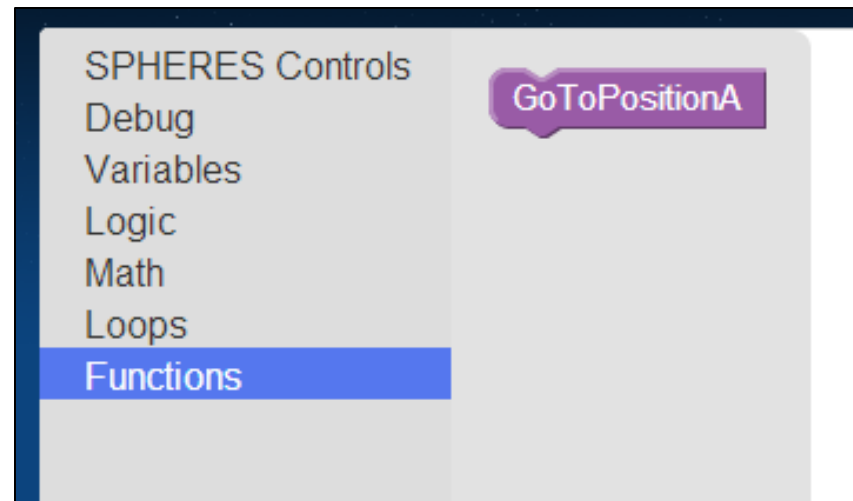 SPHERES Controls
Debug
Variables
Logic
Math
Loops
Functions
GoToPositionA